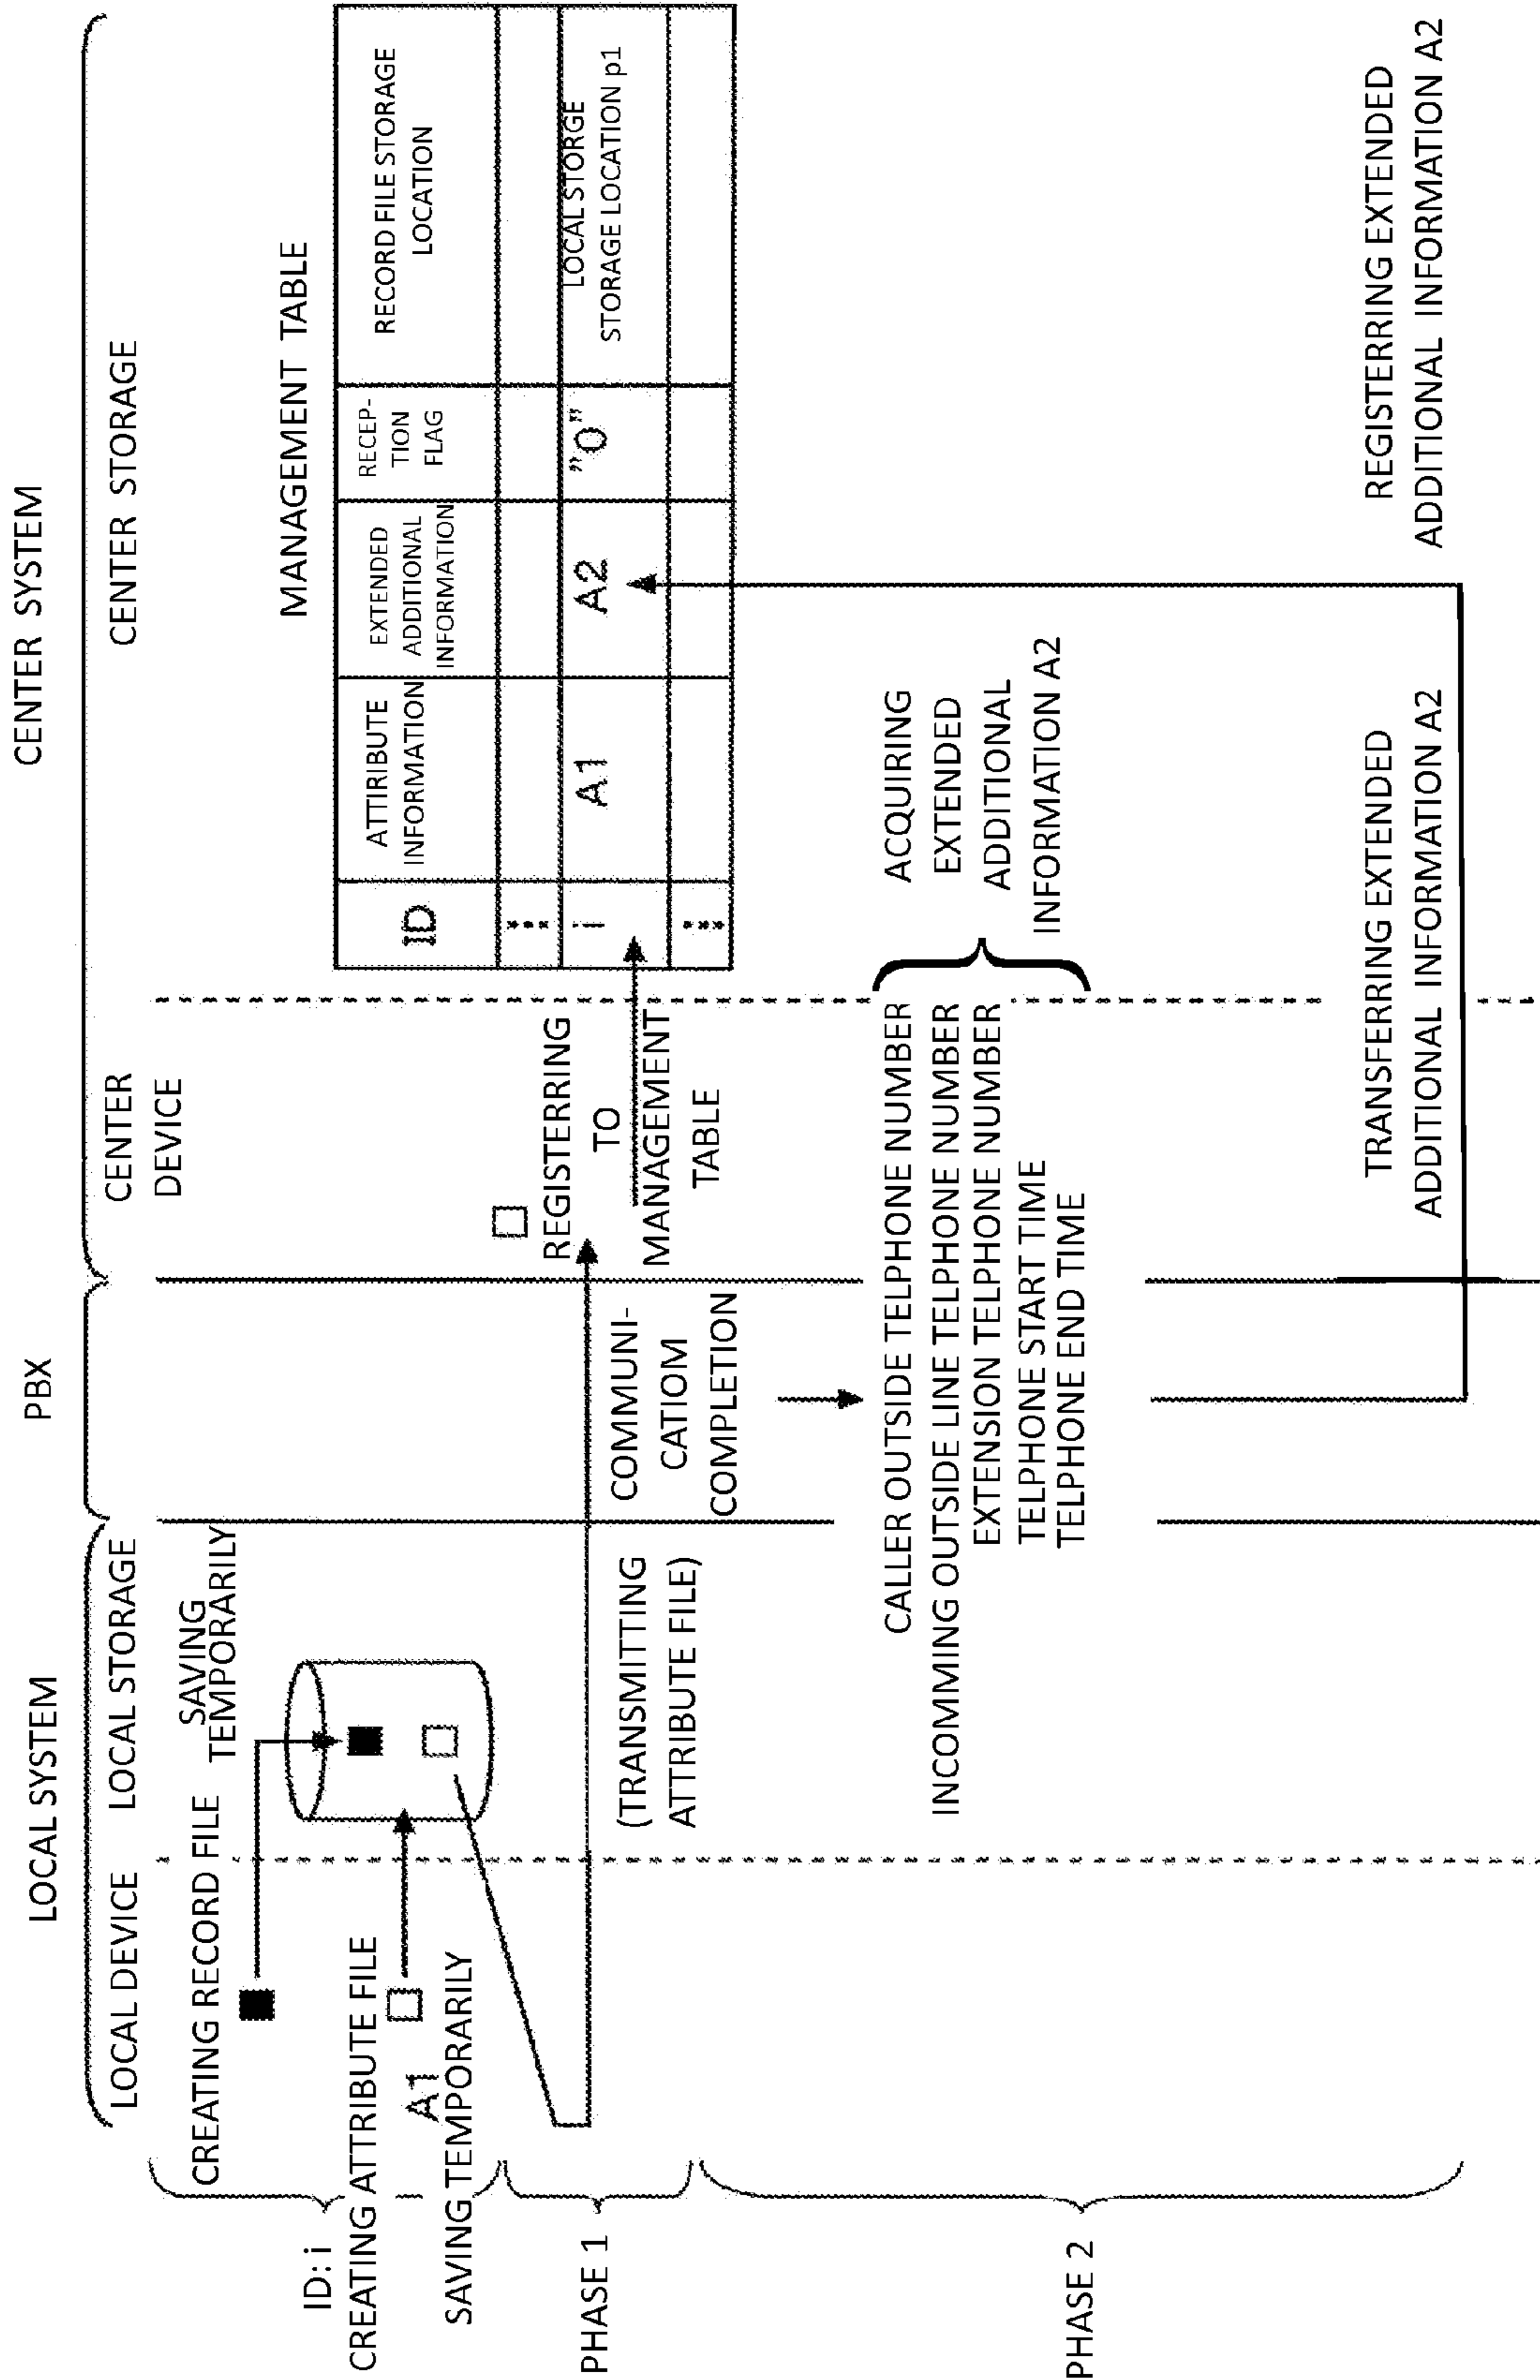 LOCAL SYSTEM
PBX
CENTER SYSTEM
LOCAL DEVICE
LOCAL STORAGE
CENTER
DEVICE
CENTER STORAGE
CREATING RECORD FILE
SAVING
TEMPORARILY
ID: i
CREATING ATTRIBUTE FILE
A1
SAVING TEMPORARILY
MANAGEMENT TABLE
ID
ATTIRIBUTE
INFORMATION
EXTENDED
ADDITIONAL
INFORMATION
RECEP-
TION
FLAG
RECORD FILE STORAGE
LOCATION
⋮
i
A1
A2
"0"
LOCAL STORGE
STORAGE LOCATION p1
⋮
PHASE 1
(TRANSMITTING
ATTRIBUTE FILE)
REGISTERRING
TO
MANAGEMENT
TABLE
COMMUNI-
CATIOM
COMPLETION
PHASE 2
CALLER OUTSIDE TELPHONE NUMBER
INCOMMING OUTSIDE LINE TELPHONE NUMBER
EXTENSION TELPHONE NUMBER
TELPHONE START TIME
TELPHONE END TIME
ACQUIRING
EXTENDED
ADDITIONAL
INFORMATION A2
TRANSFERRING EXTENDED
ADDITIONAL INFORMATION A2
REGISTERRING EXTENDED
ADDITIONAL INFORMATION A2